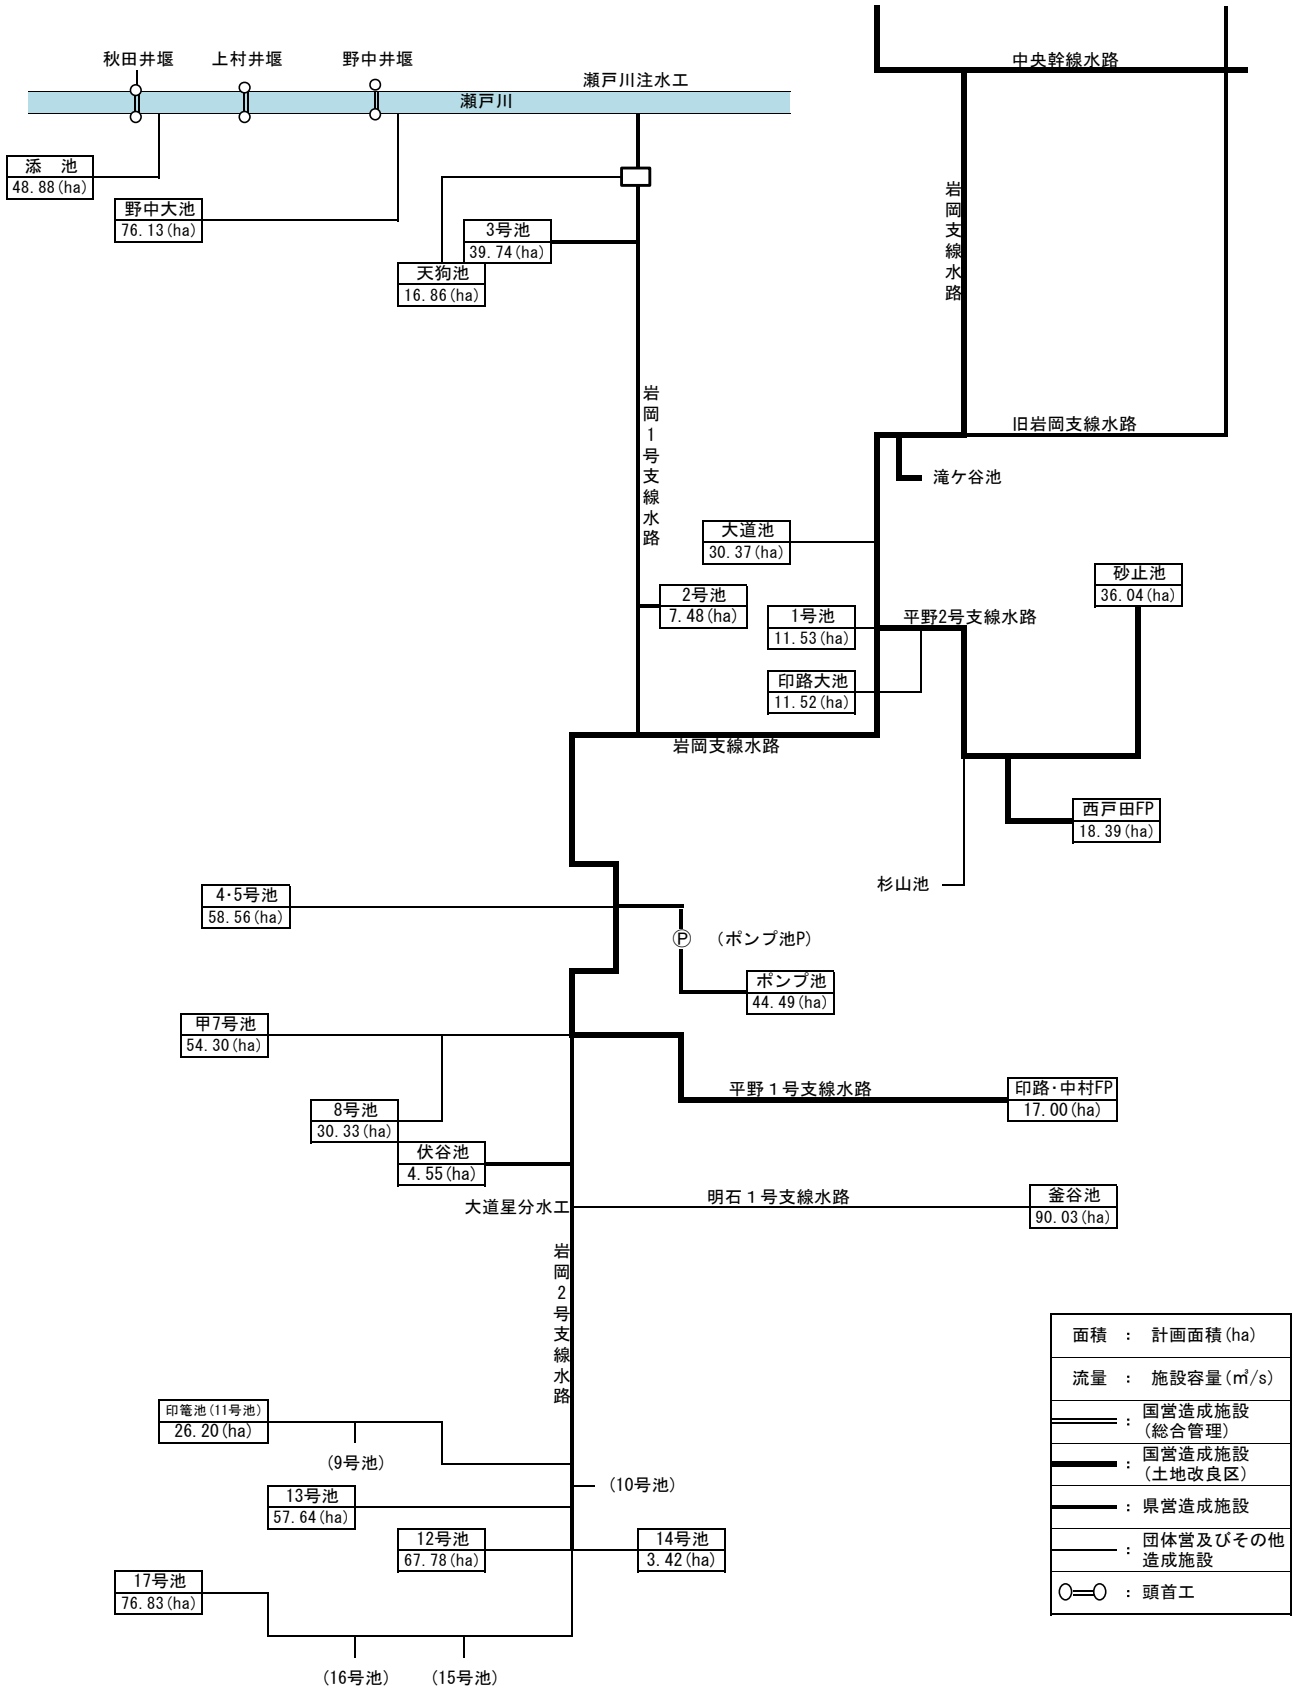 秋田井堰
上村井堰
野中井堰
瀬戸川注水工
瀬戸川
中央幹線水路
添　池
48.88(ha)
野中大池
76.13(ha)
3号池
39.74(ha)
天狗池
16.86(ha)
岩岡支線水路
岩岡1号支線水路
旧岩岡支線水路
滝ケ谷池
大道池
30.37(ha)
砂止池
36.04(ha)
2号池
7.48(ha)
1号池
11.53(ha)
平野2号支線水路
印路大池
11.52(ha)
岩岡支線水路
西戸田FP
18.39(ha)
杉山池
4・5号池
58.56(ha)
Ⓟ　(ポンプ池P)
ポンプ池
44.49(ha)
甲7号池
54.30(ha)
平野１号支線水路
印路・中村FP
17.00(ha)
8号池
30.33(ha)
伏谷池
4.55(ha)
大道星分水工
明石１号支線水路
釜谷池
90.03(ha)
岩岡2号支線水路
印篭池(11号池)
26.20(ha)
(9号池)
(10号池)
13号池
57.64(ha)
12号池
67.78(ha)
14号池
3.42(ha)
17号池
76.83(ha)
(16号池)
(15号池)
面積　：　計画面積(ha)
流量　：　施設容量(㎥/s)
：国営造成施設
(総合管理)
：国営造成施設
(土地改良区)
：県営造成施設
：団体営及びその他
造成施設
：頭首工